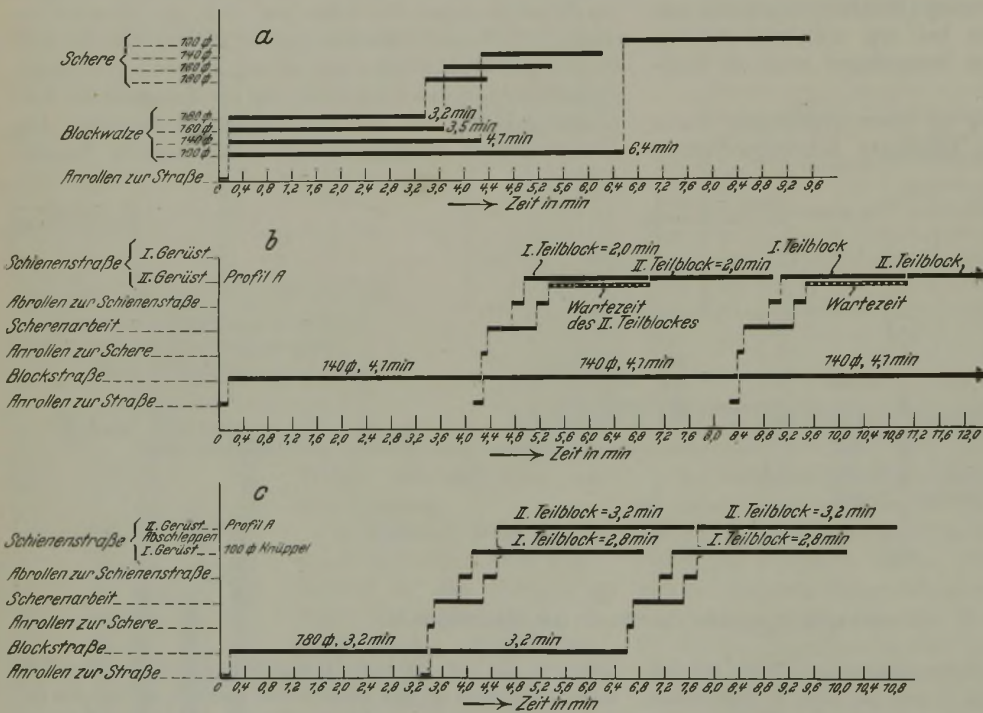 a
Schere
100 ⌀
140 ⌀
160 ⌀
180 ⌀
Blockwalze
180 ⌀
160 ⌀
140 ⌀
100 ⌀
3,2 min
3,5 min
4,1 min
6,4 min
Anrollen zur Straße
0 0,4 0,8 1,2 1,6 2,0 2,4 2,8 3,2 3,6 4,0 4,4 4,8 5,2 5,6 6,0 6,4 6,8 7,2 7,6 8,4 8,8 9,2 9,6 9,8
Zeit in min
b
Schienenstraße
I. Gerüst
II. Gerüst
Profil A
I. Teilblock = 2,0 min
II. Teilblock = 2,0 min
I. Teilblock
II. Teilblock
Abrollen zur Schienenstaße
Wartezeit
des II. Teilblockes
Wartezeit
Scherenarbeit
Anrollen zur Schere
Blockstraße
140 ⌀, 4,1 min
140 ⌀, 4,1 min
140 ⌀, 4,1 min
Anrollen zur Straße
0 0,4 0,8 1,2 1,6 2,0 2,4 2,8 3,2 3,6 4,0 4,4 4,8 5,2 5,6 6,0 6,4 6,8 7,2 7,6 8,0 8,4 8,8 9,2 9,6 10,0 10,4 10,8 11,2 11,6 12,0
Zeit in min
c
Schienenstraße
II. Gerüst
Abschleppen
I. Gerüst
Profil A
100 ⌀ Knüppel
II. Teilblock = 3,2 min
II. Teilblock = 3,2 min
I. Teilblock = 2,8 min
I. Teilblock = 2,8 min
Abrollen zur Schienenstraße
Scherenarbeit
Anrollen zur Schere
Blockstraße
180 ⌀, 3,2 min
3,2 min
Anrollen zur Straße
0 0,4 0,8 1,2 1,6 2,0 2,4 2,8 3,2 3,6 4,0 4,4 4,8 5,2 5,6 6,0 6,4 6,8 7,2 7,6 8,0 8,4 8,8 9,2 9,6 10,0 10,4 10,8
Zeit in min